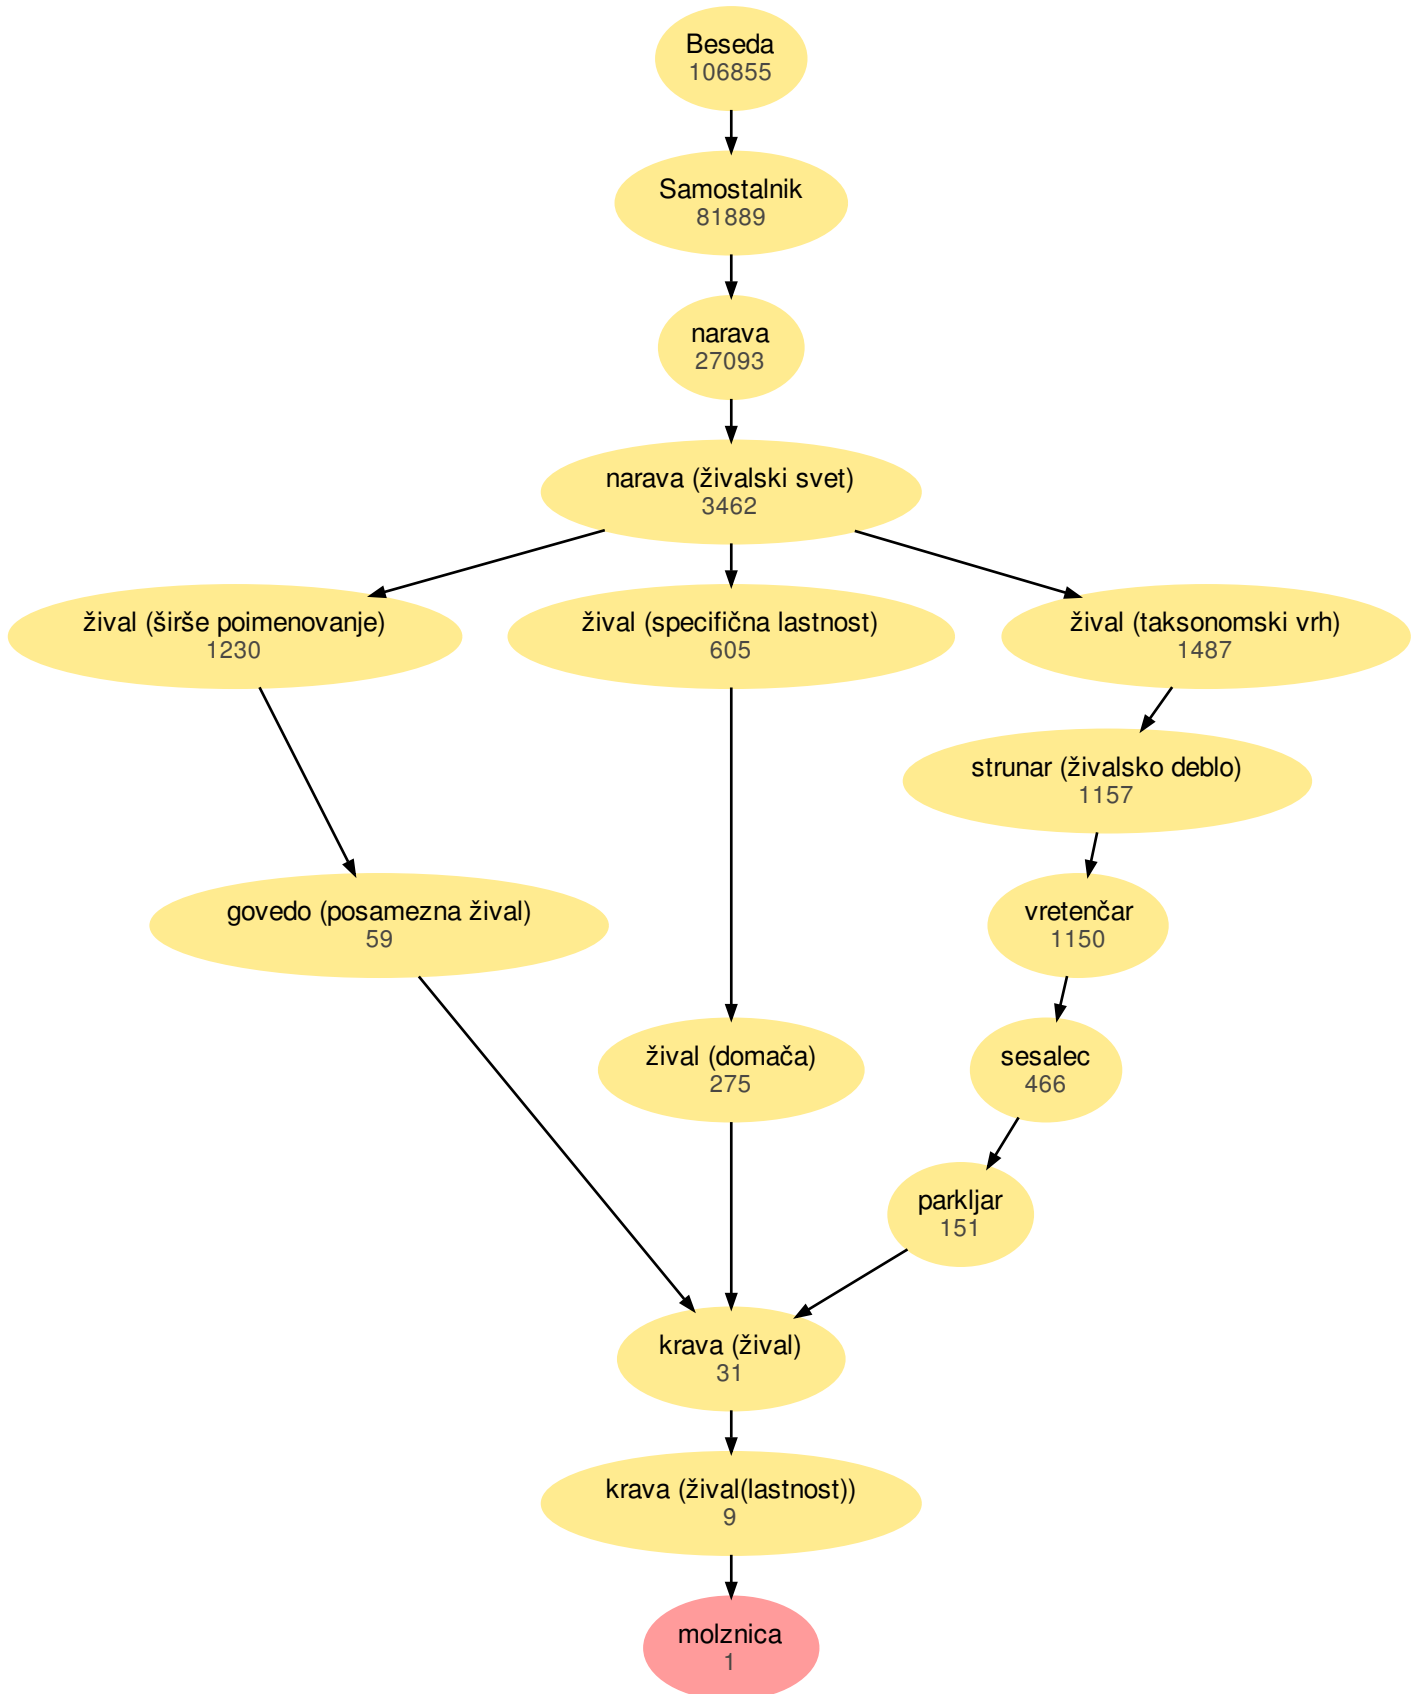 Beseda
106855
Samostalnik
81889
narava
27093
narava (živalski svet)
3462
žival (širše poimenovanje)
1230
žival (specifična lastnost)
605
žival (taksonomski vrh)
1487
strunar (živalsko deblo)
1157
govedo (posamezna žival)
59
vretenčar
1150
žival (domača)
275
sesalec
466
parkljar
151
krava (žival)
31
krava (žival(lastnost))
9
molznica
1